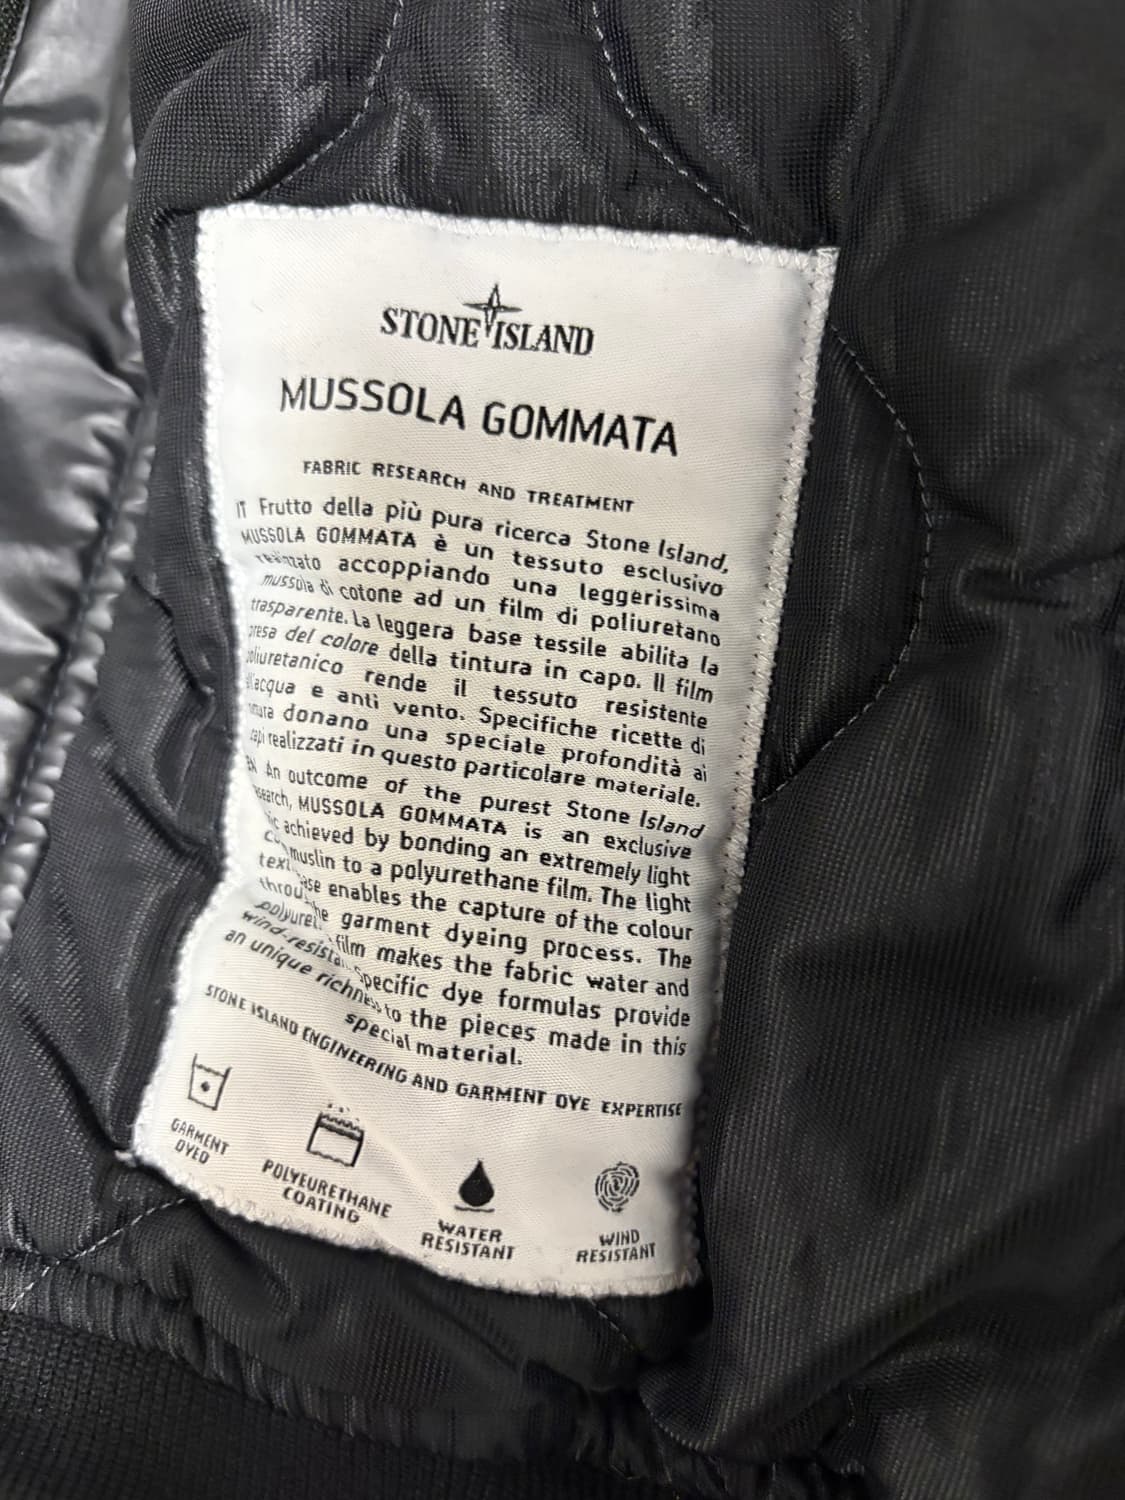 STONE ISLAND
MUSSOLA GOMMATA
FABRIC RESEARCH AND TREATMENT
IT Frutto della più pura ricerca Stone Island,
MUSSOLA GOMMATA è un tessuto esclusivo
realizzato accoppiando una leggerissima
mussola di cotone ad un film di poliuretano
trasparente. La leggera base tessile abilita la
presa del colore della tintura in capo. Il film
poliuretanico rende il tessuto resistente
all'acqua e anti vento. Specifiche ricette di
tintura donano una speciale profondità ai
capi realizzati in questo particolare materiale.
EN An outcome of the purest Stone Island
research, MUSSOLA GOMMATA is an exclusive
achieved by bonding an extremely light
muslin to a polyurethane film. The light
enables the capture of the colour
garment dyeing process. The
film makes the fabric water and
Specific dye formulas provide
an unique richness to the pieces made in this
special material.
STONE ISLAND ENGINEERING AND GARMENT DYE EXPERTISE
GARMENT
DYED
POLYEURETHANE
COATING
WATER
RESISTANT
WIND
RESISTANT